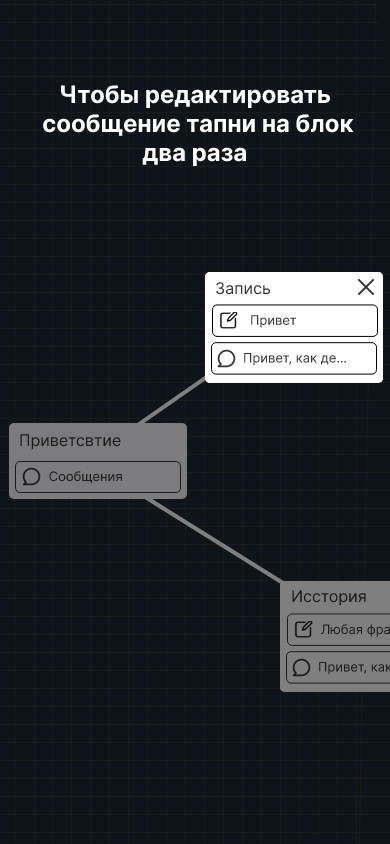 Чтобы редактировать
сообщение тапни на блок
два раза
Запись
Привет
Привет, как де...
Приветсвтие
Сообщения
Исстория
Любая фра
Привет, как